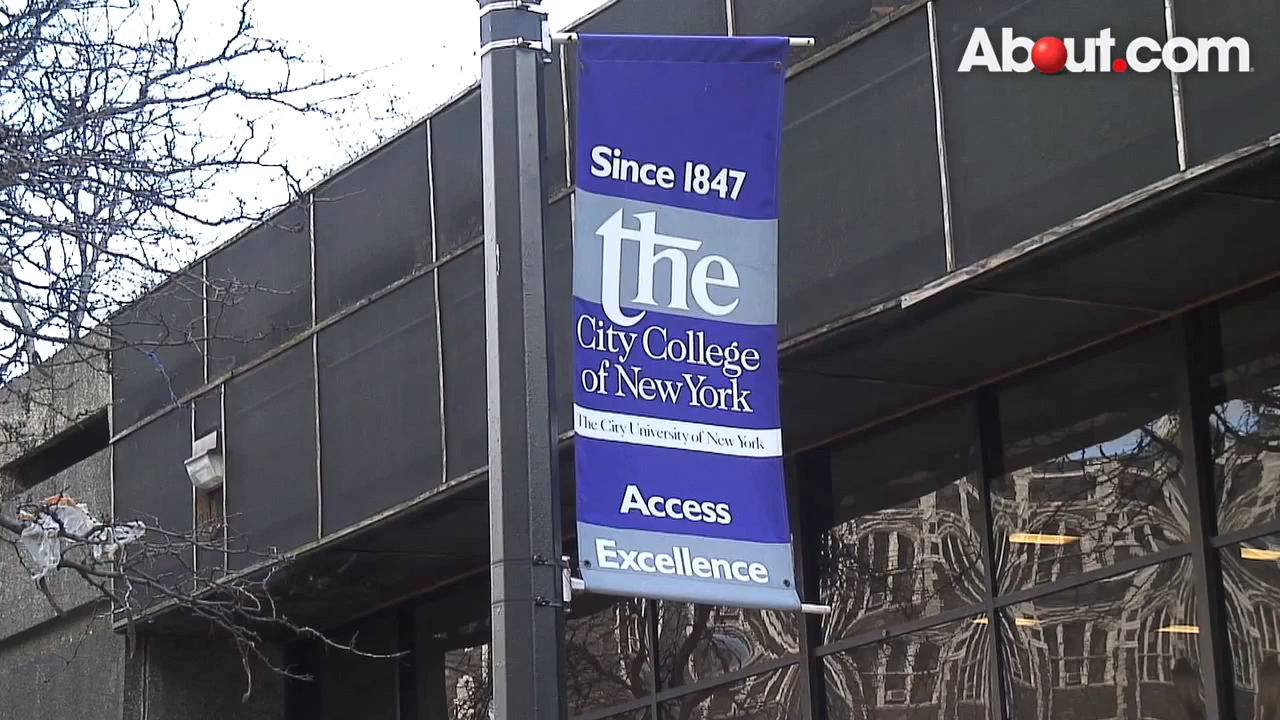 About.com
Since 1847
the
City College
of New York
The City University of New York
Access
Excellence